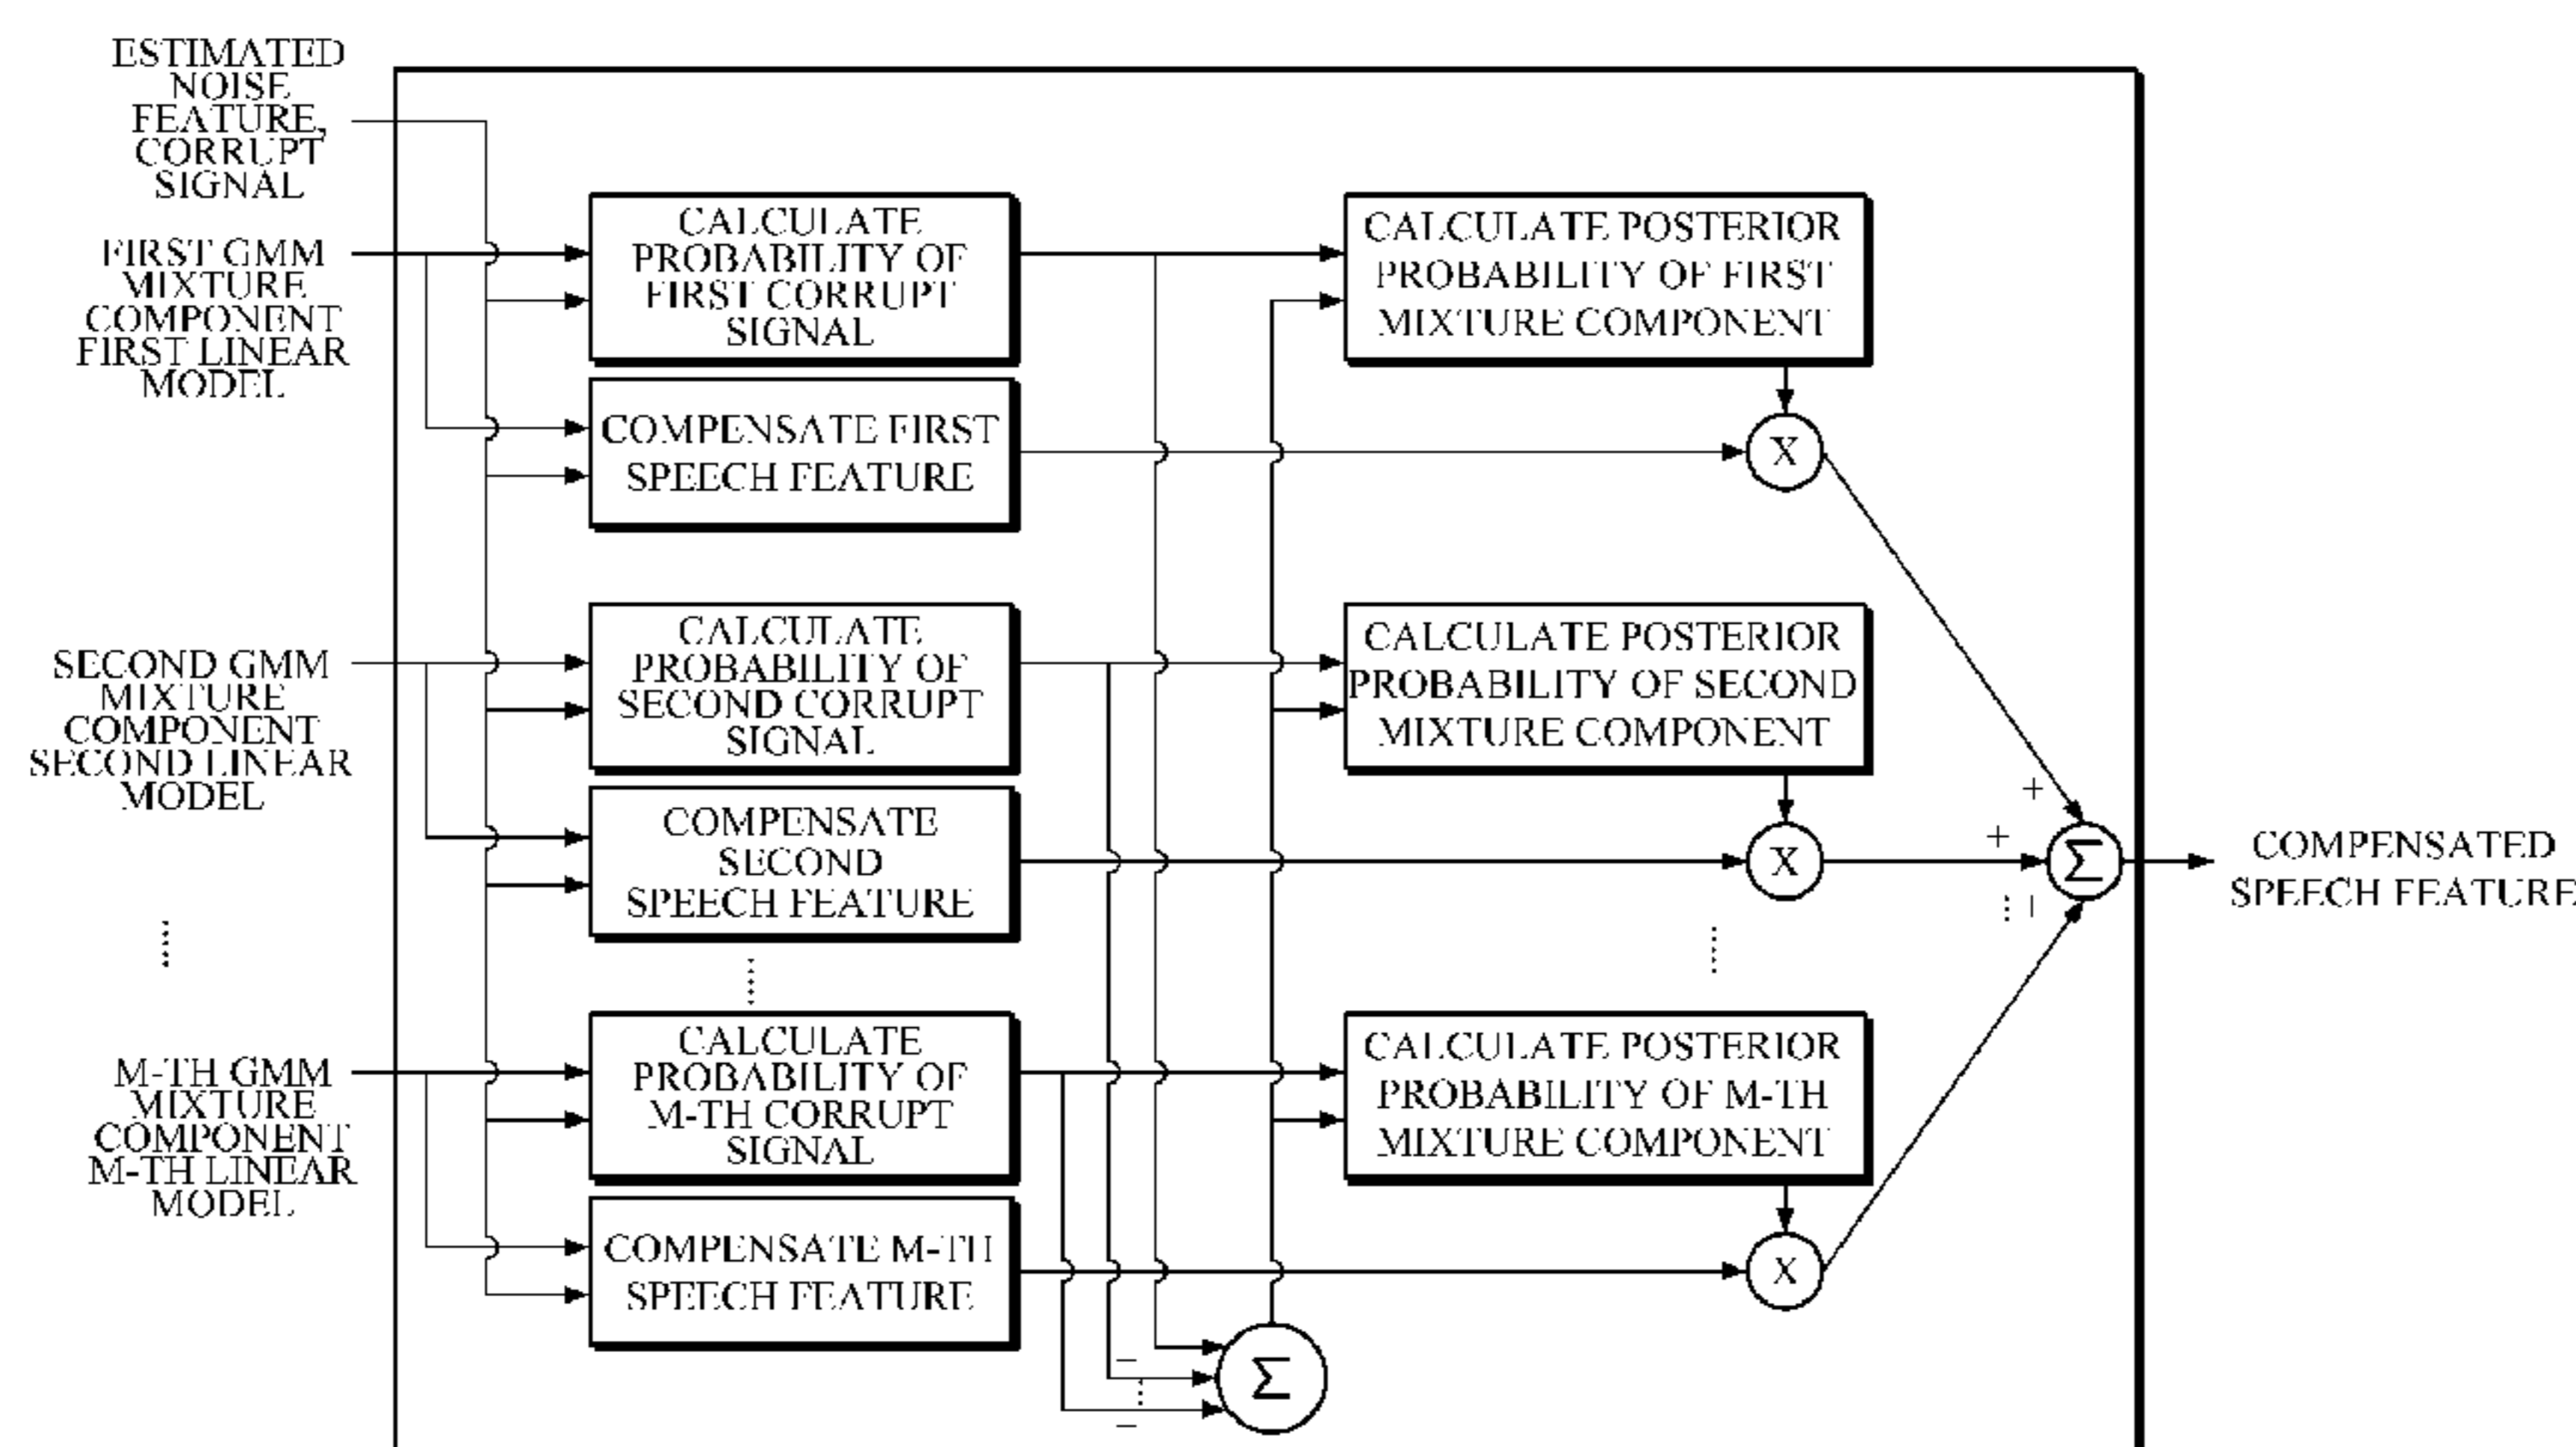 ESTIMATED
NOISE
FEATURE,
CORRUPT
SIGNAL
FIRST GMM
MIXTURE
COMPONENT
FIRST LINEAR
MODEL
CALCULATE
PROBABILITY OF
FIRST CORRUPT
SIGNAL
CALCULATE POSTERIOR
PROBABILITY OF FIRST
MIXTURE COMPONENT
COMPENSATE FIRST
SPEECH FEATURE
X
SECOND GMM
MIXTURE
COMPONENT
SECOND LINEAR
MODEL
CALCULATE
PROBABILITY OF
SECOND CORRUPT
SIGNAL
CALCULATE POSTERIOR
PROBABILITY OF SECOND
MIXTURE COMPONENT
COMPENSATE
SECOND
SPEECH FEATURE
X
+
+
Σ
COMPENSATED
SPEECH FEATURE
M-TH GMM
MIXTURE
COMPONENT
M-TH LINEAR
MODEL
CALCULATE
PROBABILITY OF
M-TH CORRUPT
SIGNAL
CALCULATE POSTERIOR
PROBABILITY OF M-TH
MIXTURE COMPONENT
COMPENSATE M-TH
SPEECH FEATURE
X
Σ